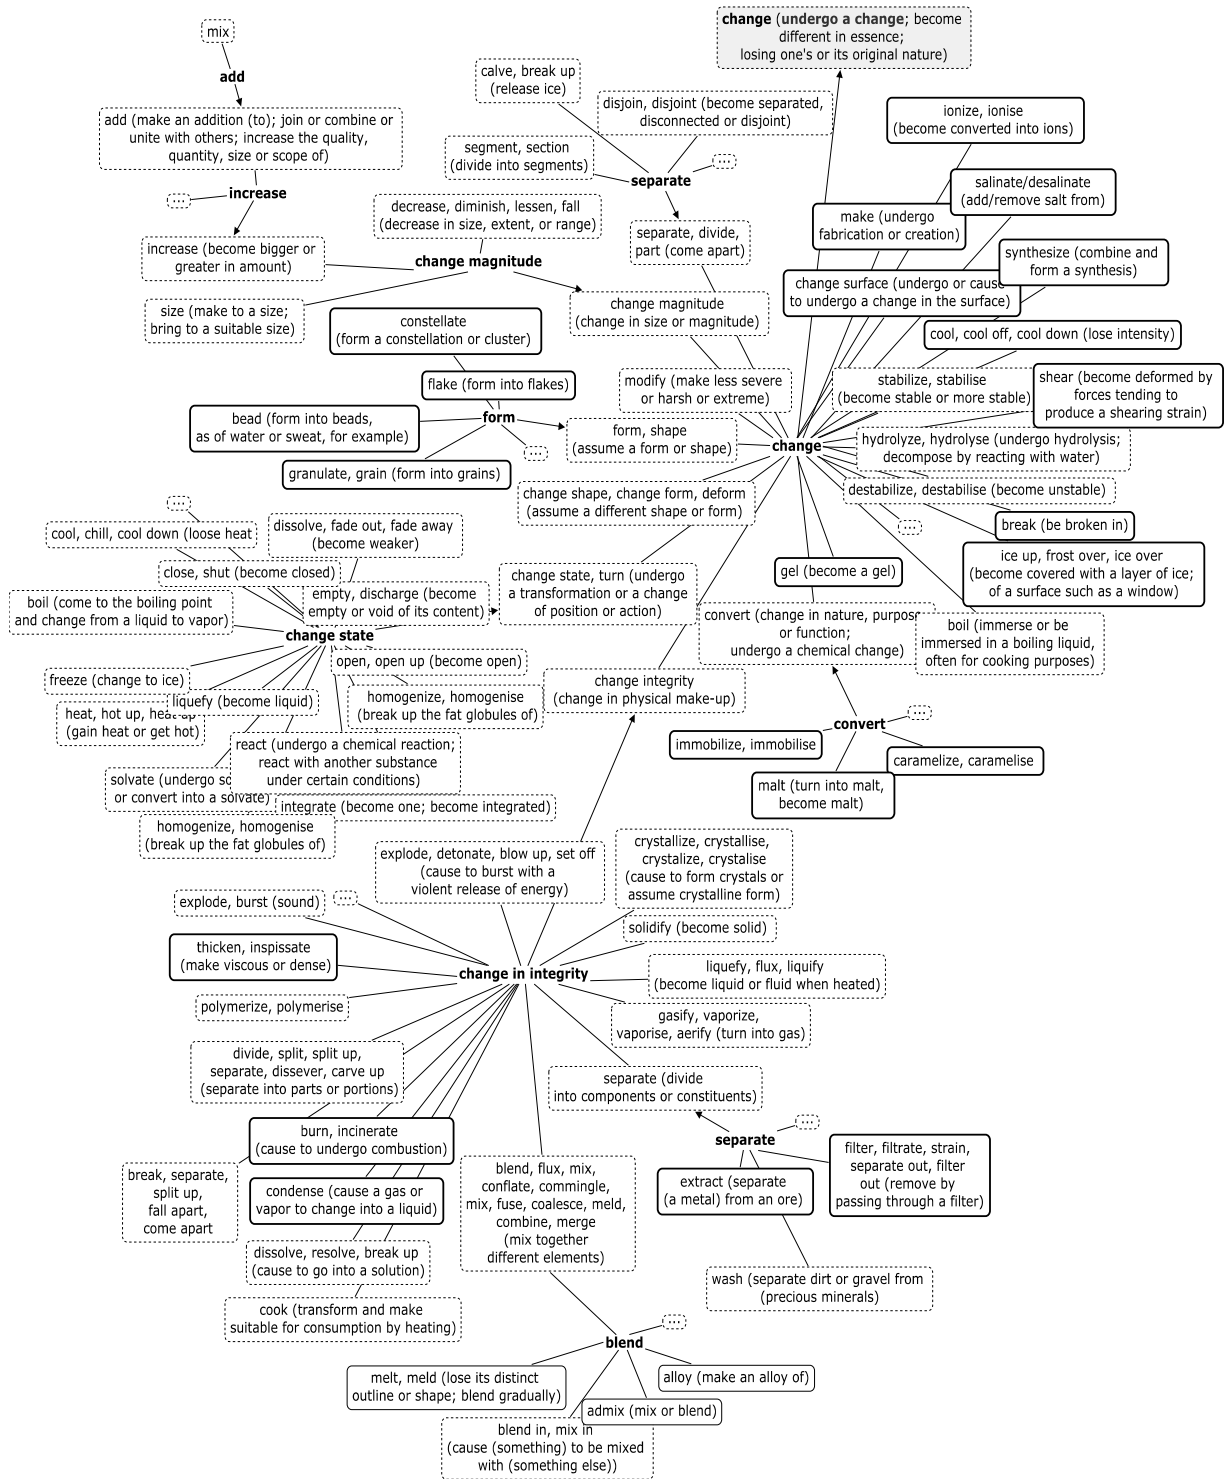 change (undergo a change; become
different in essence;
losing one's or its original nature)
mix
add
add (make an addition (to); join or combine or
unite with others; increase the quality,
quantity, size or scope of)
...
increase
increase (become bigger or
greater in amount)
size (make to a size;
bring to a suitable size)
calve, break up
(release ice)
disjoin, disjoint (become separated,
disconnected or disjoint)
segment, section
(divide into segments)
...
separate
separate, divide,
part (come apart)
decrease, diminish, lessen, fall
(decrease in size, extent, or range)
change magnitude
change magnitude
(change in size or magnitude)
ionize, ionise
(become converted into ions)
salinate/desalinate
(add/remove salt from)
make (undergo
fabrication or creation)
synthesize (combine and
form a synthesis)
change surface (undergo or cause
to undergo a change in the surface)
cool, cool off, cool down (lose intensity)
constellate
(form a constellation or cluster)
flake (form into flakes)
bead (form into beads,
as of water or sweat, for example)
form
...
granulate, grain (form into grains)
modify (make less severe
or harsh or extreme)
form, shape
(assume a form or shape)
stabilize, stabilise
(become stable or more stable)
shear (become deformed by
forces tending to
produce a shearing strain)
change
hydrolyze, hydrolyse (undergo hydrolysis;
decompose by reacting with water)
destabilize, destabilise (become unstable)
...
break (be broken in)
ice up, frost over, ice over
(become covered with a layer of ice;
of a surface such as a window)
change shape, change form, deform
(assume a different shape or form)
gel (become a gel)
change state, turn (undergo
a transformation or a change
of position or action)
convert (change in nature, purpose
or function;
undergo a chemical change)
boil (immerse or be
immersed in a boiling liquid,
often for cooking purposes)
...
cool, chill, cool down (loose heat
dissolve, fade out, fade away
(become weaker)
close, shut (become closed)
empty, discharge (become
empty or void of its content)
boil (come to the boiling point
and change from a liquid to vapor)
change state
open, open up (become open)
freeze (change to ice)
liquefy (become liquid)
homogenize, homogenise
(break up the fat globules of)
heat, hot up, heat up
(gain heat or get hot)
react (undergo a chemical reaction;
react with another substance
under certain conditions)
solvate (undergo
or convert into a solvate)
integrate (become one; become integrated)
homogenize, homogenise
(break up the fat globules of)
change integrity
(change in physical make-up)
...
convert
immobilize, immobilise
caramelize, caramelise
malt (turn into malt,
become malt)
explode, detonate, blow up, set off
(cause to burst with a
violent release of energy)
crystallize, crystallise,
crystalize, crystalise
(cause to form crystals or
assume crystalline form)
explode, burst (sound)
...
solidify (become solid)
thicken, inspissate
(make viscous or dense)
change in integrity
liquefy, flux, liquify
(become liquid or fluid when heated)
polymerize, polymerise
gasify, vaporize,
vaporise, aerify (turn into gas)
divide, split, split up,
separate, dissever, carve up
(separate into parts or portions)
separate (divide
into components or constituents)
burn, incinerate
(cause to undergo combustion)
...
separate
filter, filtrate, strain,
separate out, filter
out (remove by
passing through a filter)
break, separate,
split up,
fall apart,
come apart
condense (cause a gas or
vapor to change into a liquid)
blend, flux, mix,
conflate, commingle,
mix, fuse, coalesce, meld,
combine, merge
(mix together
different elements)
extract (separate
(a metal) from an ore)
dissolve, resolve, break up
(cause to go into a solution)
wash (separate dirt or gravel from
(precious minerals)
cook (transform and make
suitable for consumption by heating)
...
blend
melt, meld (lose its distinct
outline or shape; blend gradually)
alloy (make an alloy of)
admix (mix or blend)
blend in, mix in
(cause (something) to be mixed
with (something else))